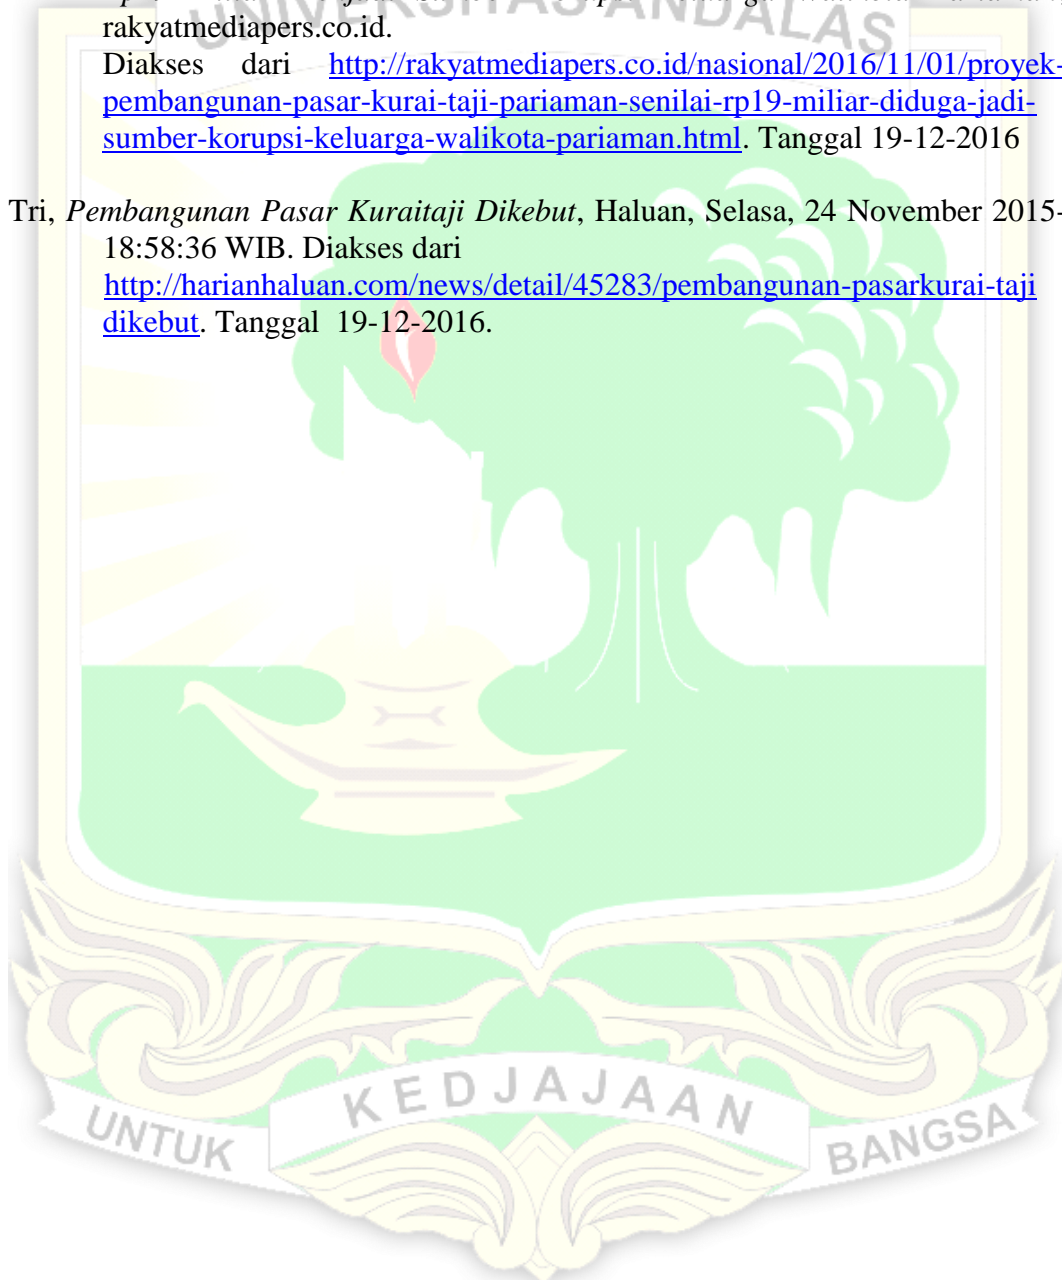 UNIVERSITAS ANDALAS
rakyatmediapers.co.id.
Diakses dari http://rakyatmediapers.co.id/nasional/2016/11/01/proyek-
pembangunan-pasar-kurai-taji-pariaman-senilai-rp19-miliar-diduga-jadi-
sumber-korupsi-keluarga-walikota-pariaman.html. Tanggal 19-12-2016
Tri, Pembangunan Pasar Kuraitaji Dikebut, Haluan, Selasa, 24 November 2015-
18:58:36 WIB. Diakses dari
http://harianhaluan.com/news/detail/45283/pembangunan-pasarkurai-taji
dikebut. Tanggal 19-12-2016.
UNTUK KEDJAJAAN BANGSA